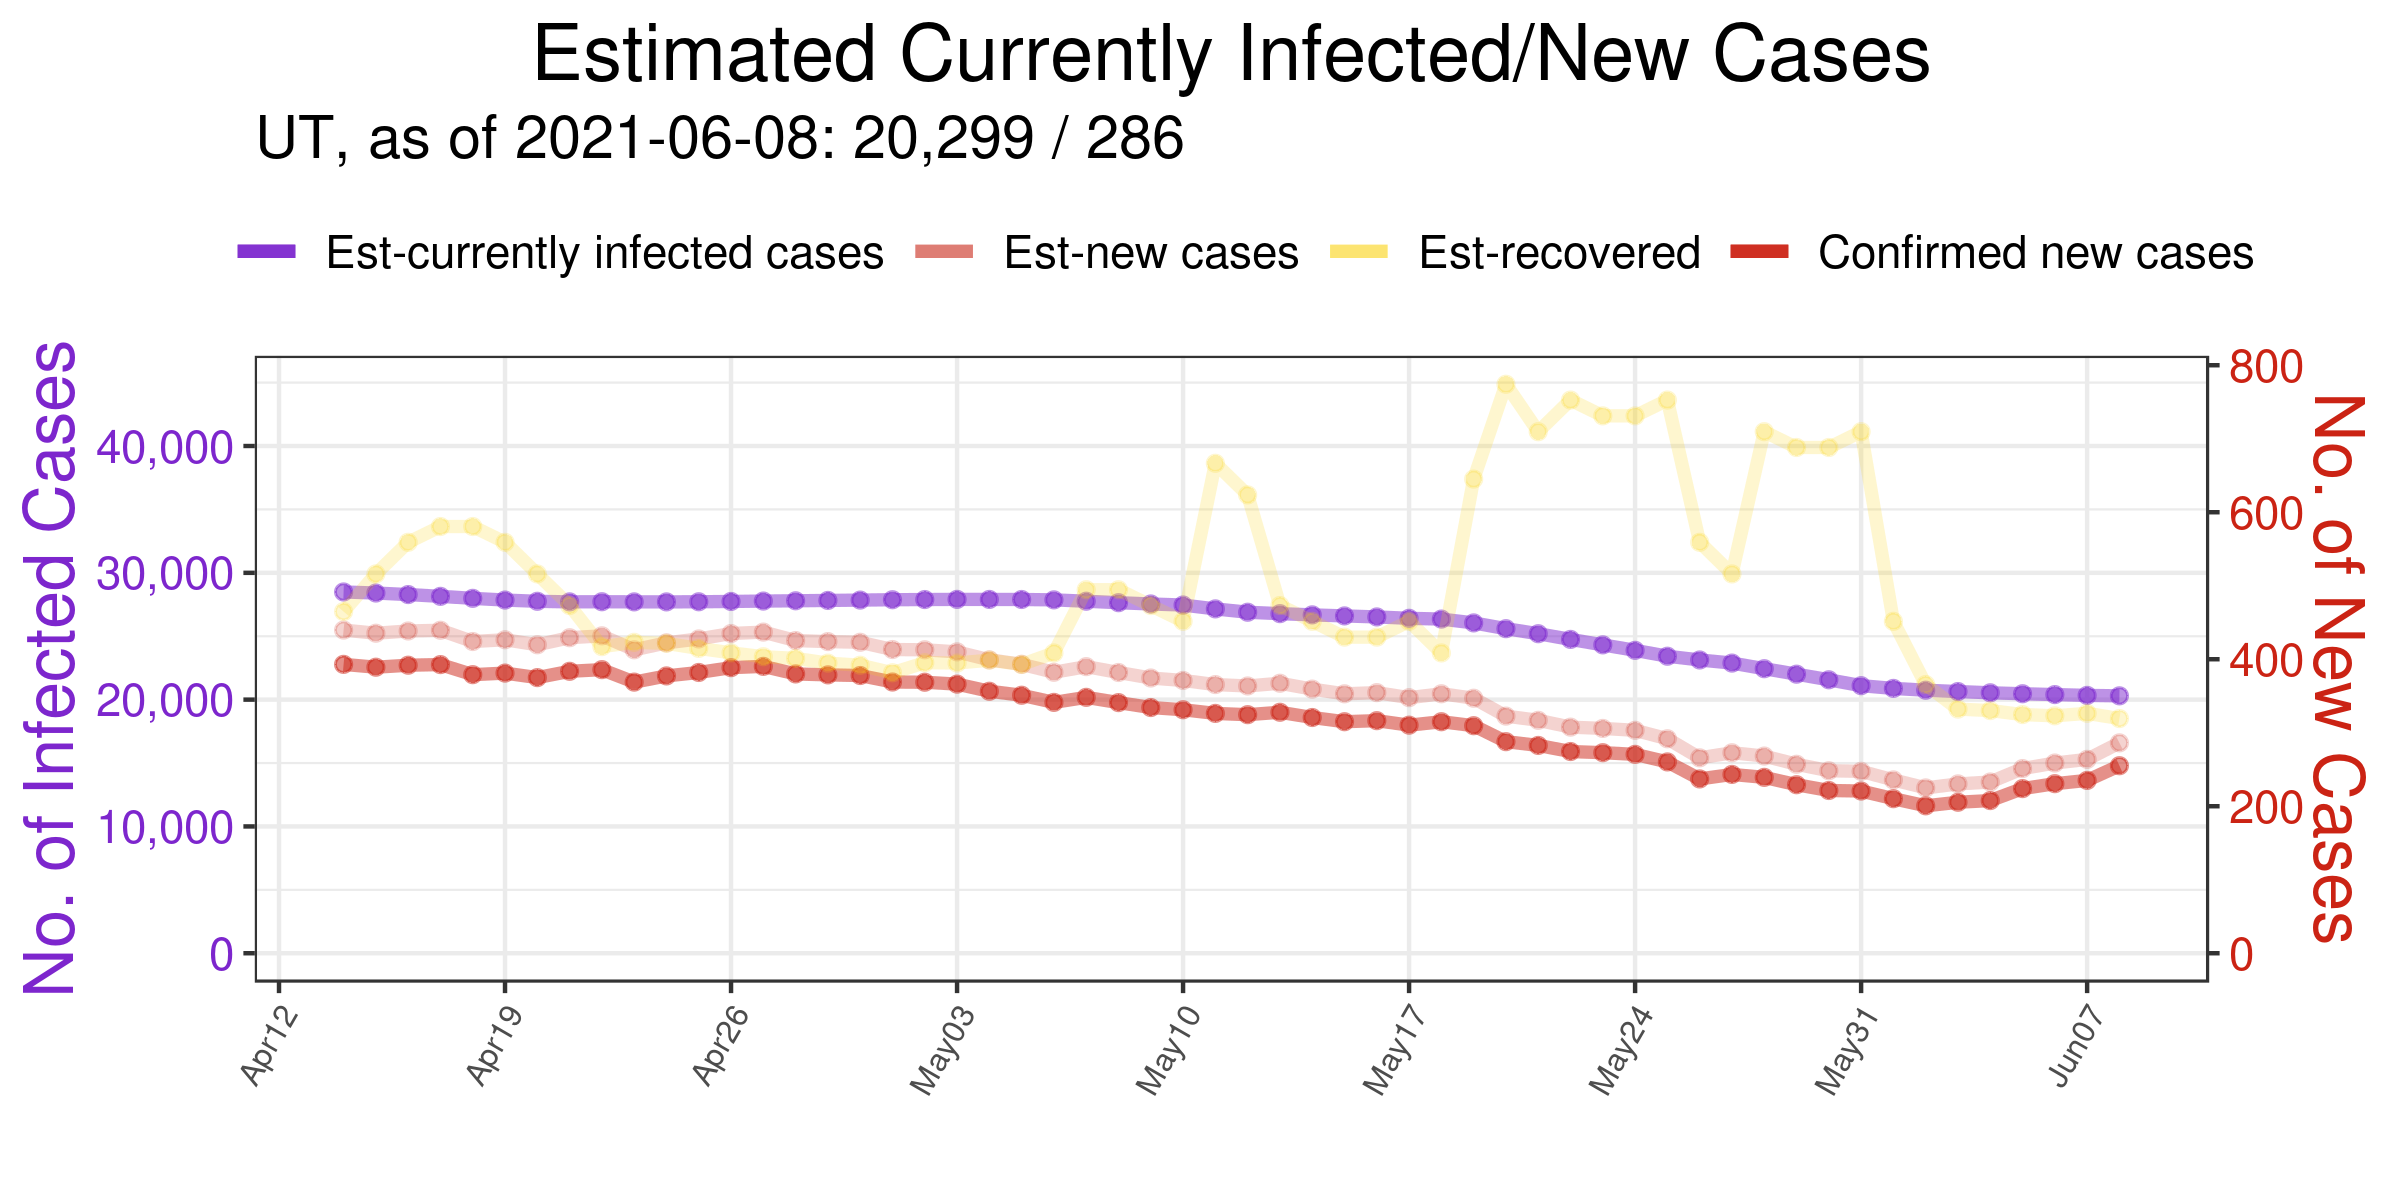 Estimated Currently Infected/New Cases
UT, as of 2021-06-08: 20,299 / 286
Est-currently infected cases Est-new cases Est-recovered Confirmed new cases
No. of Infected Cases
40,000
30,000
20,000
10,000
0
800
600
400
200
0
No. of New Cases
Apr12 Apr19 Apr26 May03 May10 May17 May24 May31 Jun07